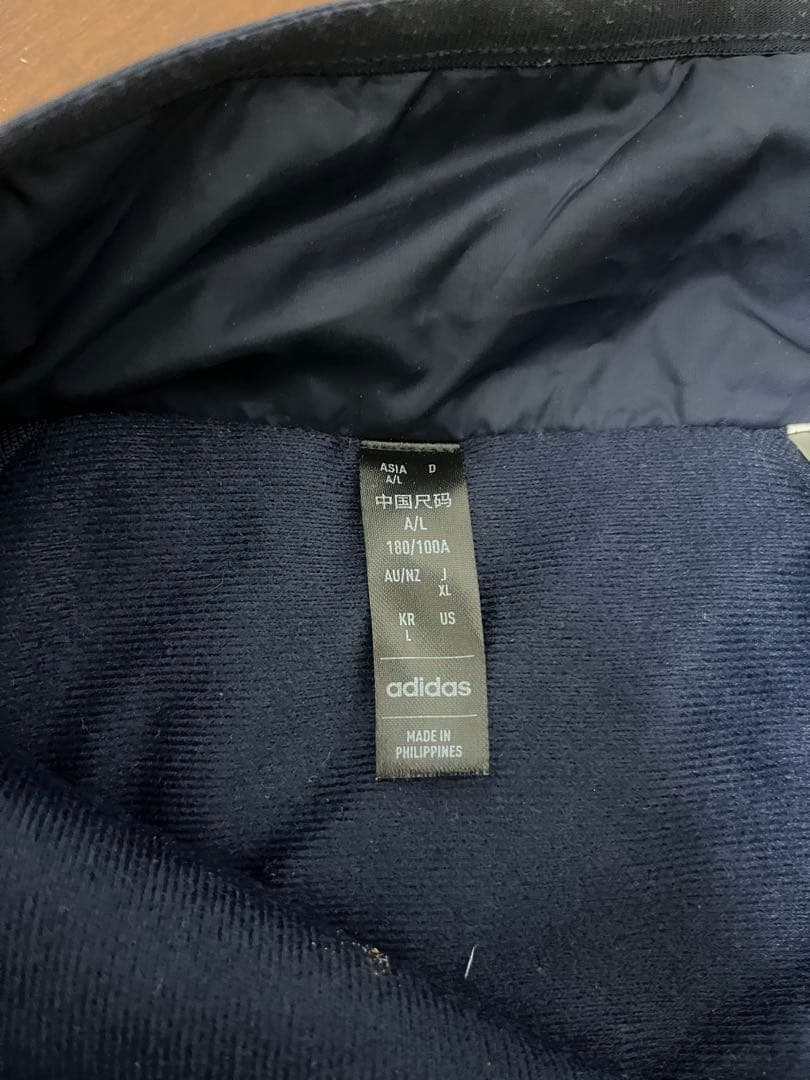 ASIA D
A/L
中国尺码
A/L
180/100A
AU/NZ J
XL
KR US
L
adidas
MADE IN
PHILIPPINES